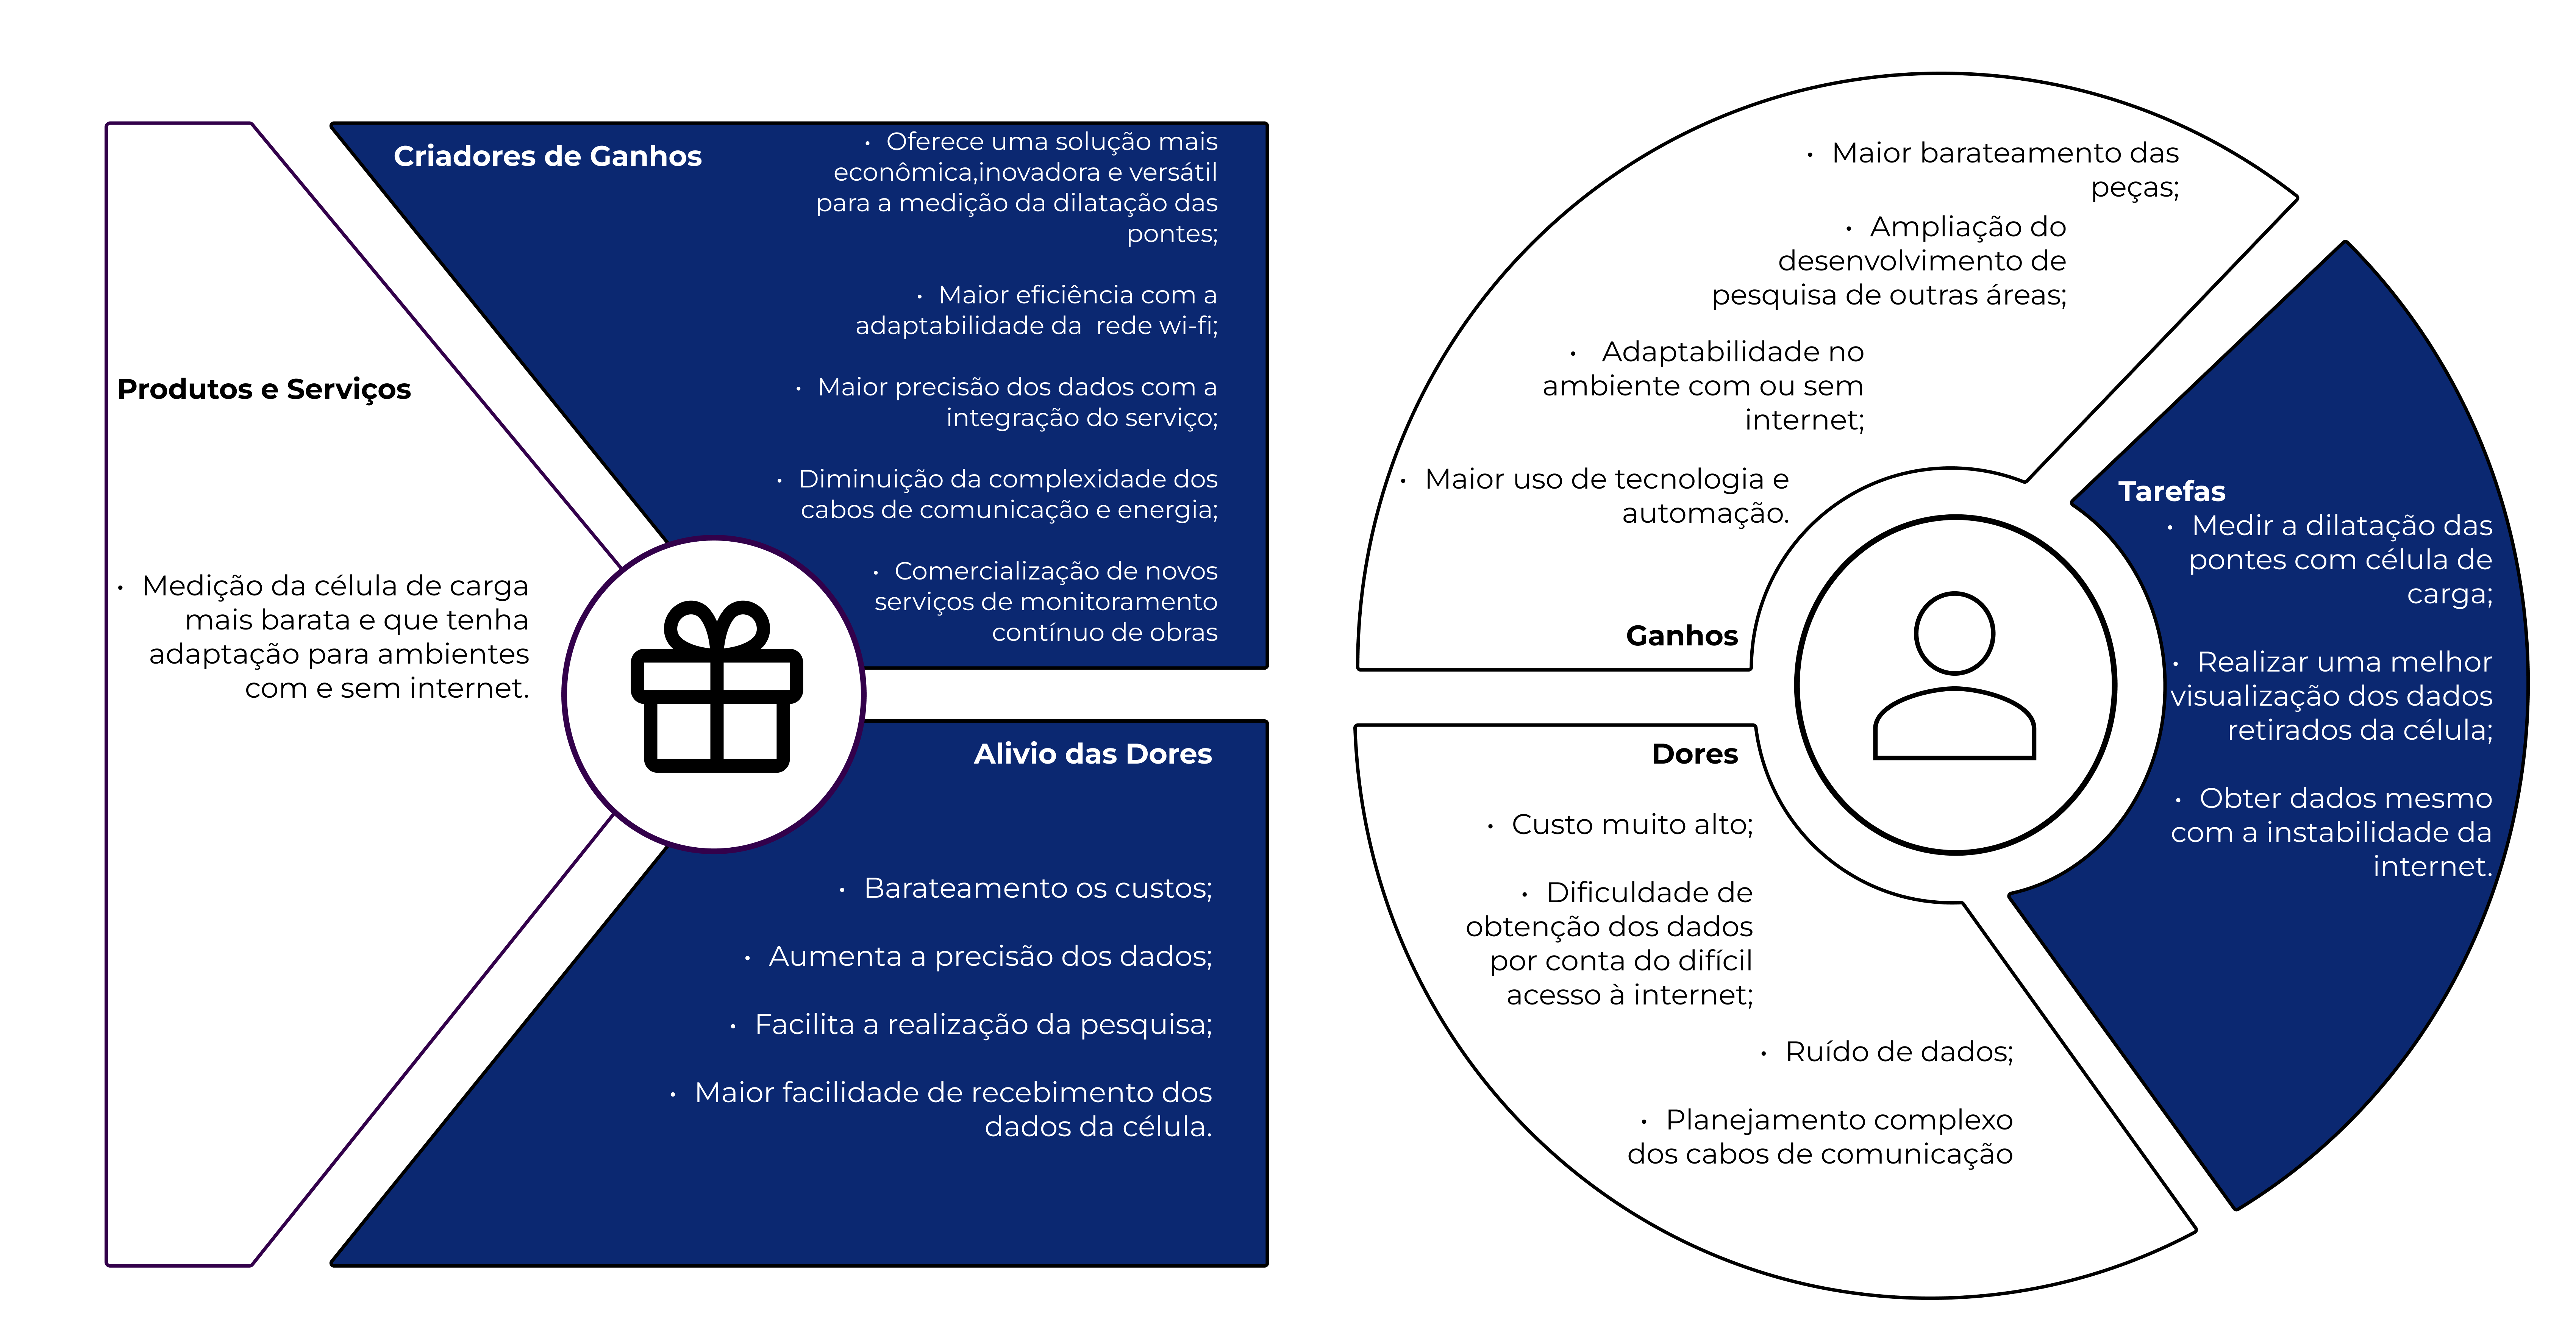 Produtos e Serviços
• Medição da célula de carga
mais barata e que tenha
adaptação para ambientes
com e sem internet.
Criadores de Ganhos
• Oferece uma solução mais
econômica,inovadora e versátil
para a medição da dilatação das
pontes;
• Maior eficiência com a
adaptabilidade da rede wi-fi;
• Maior precisão dos dados com a
integração do serviço;
• Diminuição da complexidade dos
cabos de comunicação e energia;
• Comercialização de novos
serviços de monitoramento
contínuo de obras
Alivio das Dores
• Barateamento os custos;
• Aumenta a precisão dos dados;
• Facilita a realização da pesquisa;
• Maior facilidade de recebimento dos
dados da célula.
• Maior barateamento das
peças;
• Ampliação do
desenvolvimento de
pesquisa de outras áreas;
• Adaptabilidade no
ambiente com ou sem
internet;
• Maior uso de tecnologia e
automação.
Ganhos
Dores
• Custo muito alto;
• Dificuldade de
obtenção dos dados
por conta do difícil
acesso à internet;
• Ruído de dados;
• Planejamento complexo
dos cabos de comunicação
Tarefas
• Medir a dilatação das
pontes com célula de
carga;
• Realizar uma melhor
visualização dos dados
retirados da célula;
• Obter dados mesmo
com a instabilidade da
internet.